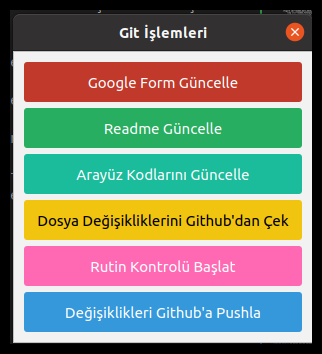 Git İşlemleri
Google Form Güncelle
Readme Güncelle
Arayüz Kodlarını Güncelle
Dosya Değişikliklerini Github'dan Çek
Rutin Kontrolü Başlat
Değişiklikleri Github'a Pushla